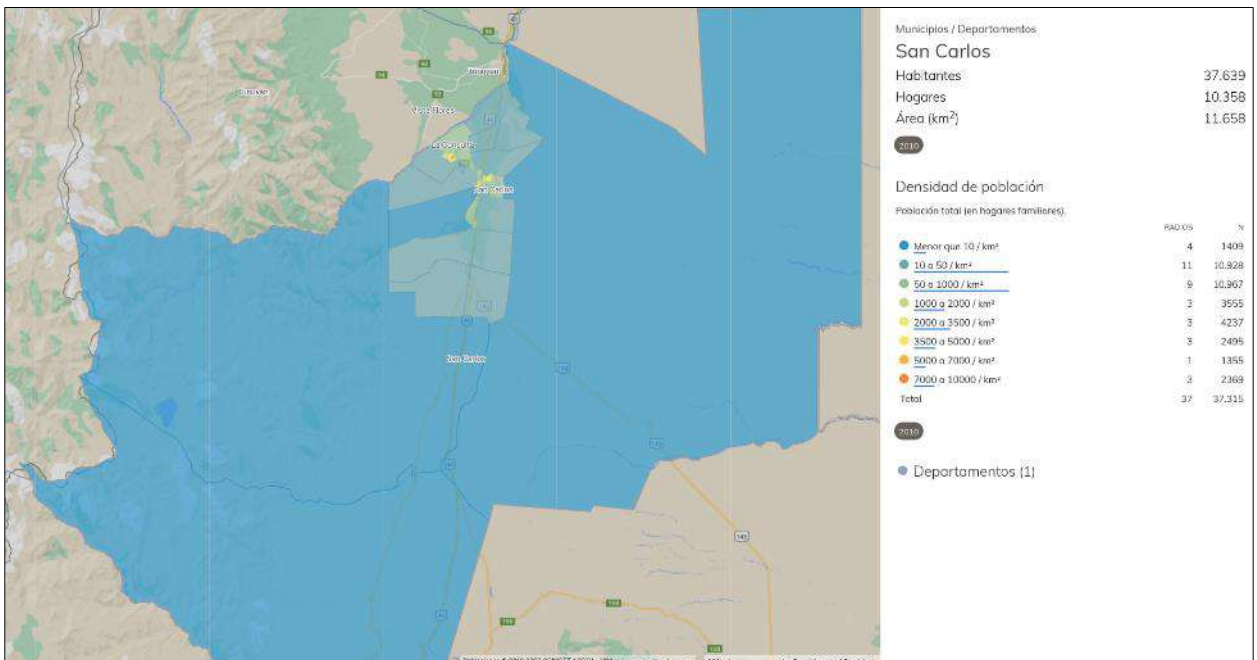 Municipios / Departamentos
San Carlos
Habitantes 37.639
Hogares 10.358
Área (km²) 11.658
2010
Densidad de población
Población total (en hogares familiares).
RADIOS N
Menor que 10 / km² 4 1409
10 a 50 / km² 11 10.928
50 a 1000 / km² 9 10.967
1000 a 2000 / km² 3 3555
2000 a 3500 / km² 3 4237
3500 a 5000 / km² 3 2495
5000 a 7000 / km² 1 1355
7000 a 10000 / km² 3 2369
Total 37 37.315
2010
Departamentos (1)
40
Tunuyán
Tunuyán
Vista Flores
La Consulta
San Carlos
San Carlos
143